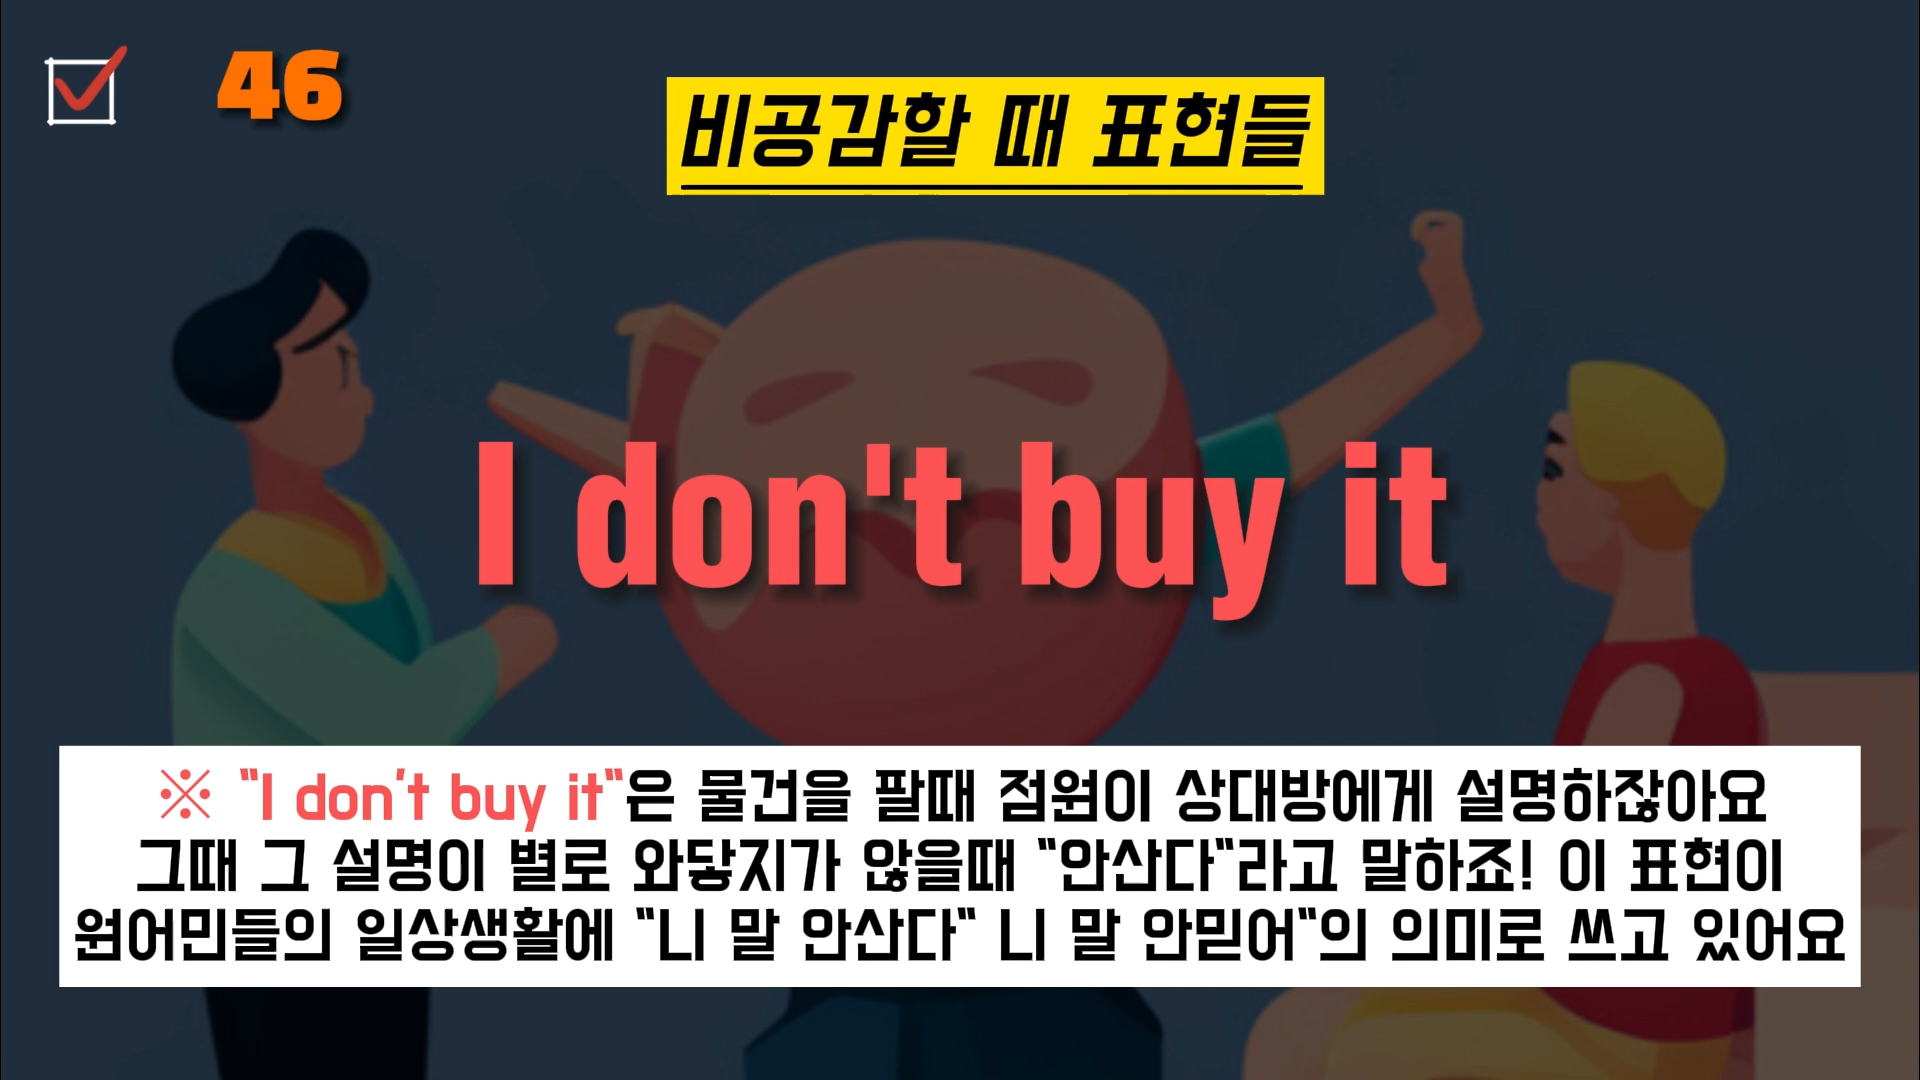 46
비공감할 때 표현들
I don't buy it
※ "I don't buy it"은 물건을 팔때 점원이 상대방에게 설명하잖아요
그때 그 설명이 별로 와닿지가 않을때 "안산다"라고 말하죠! 이 표현이
원어민들의 일상생활에 "니 말 안산다" 니 말 안믿어"의 의미로 쓰고 있어요